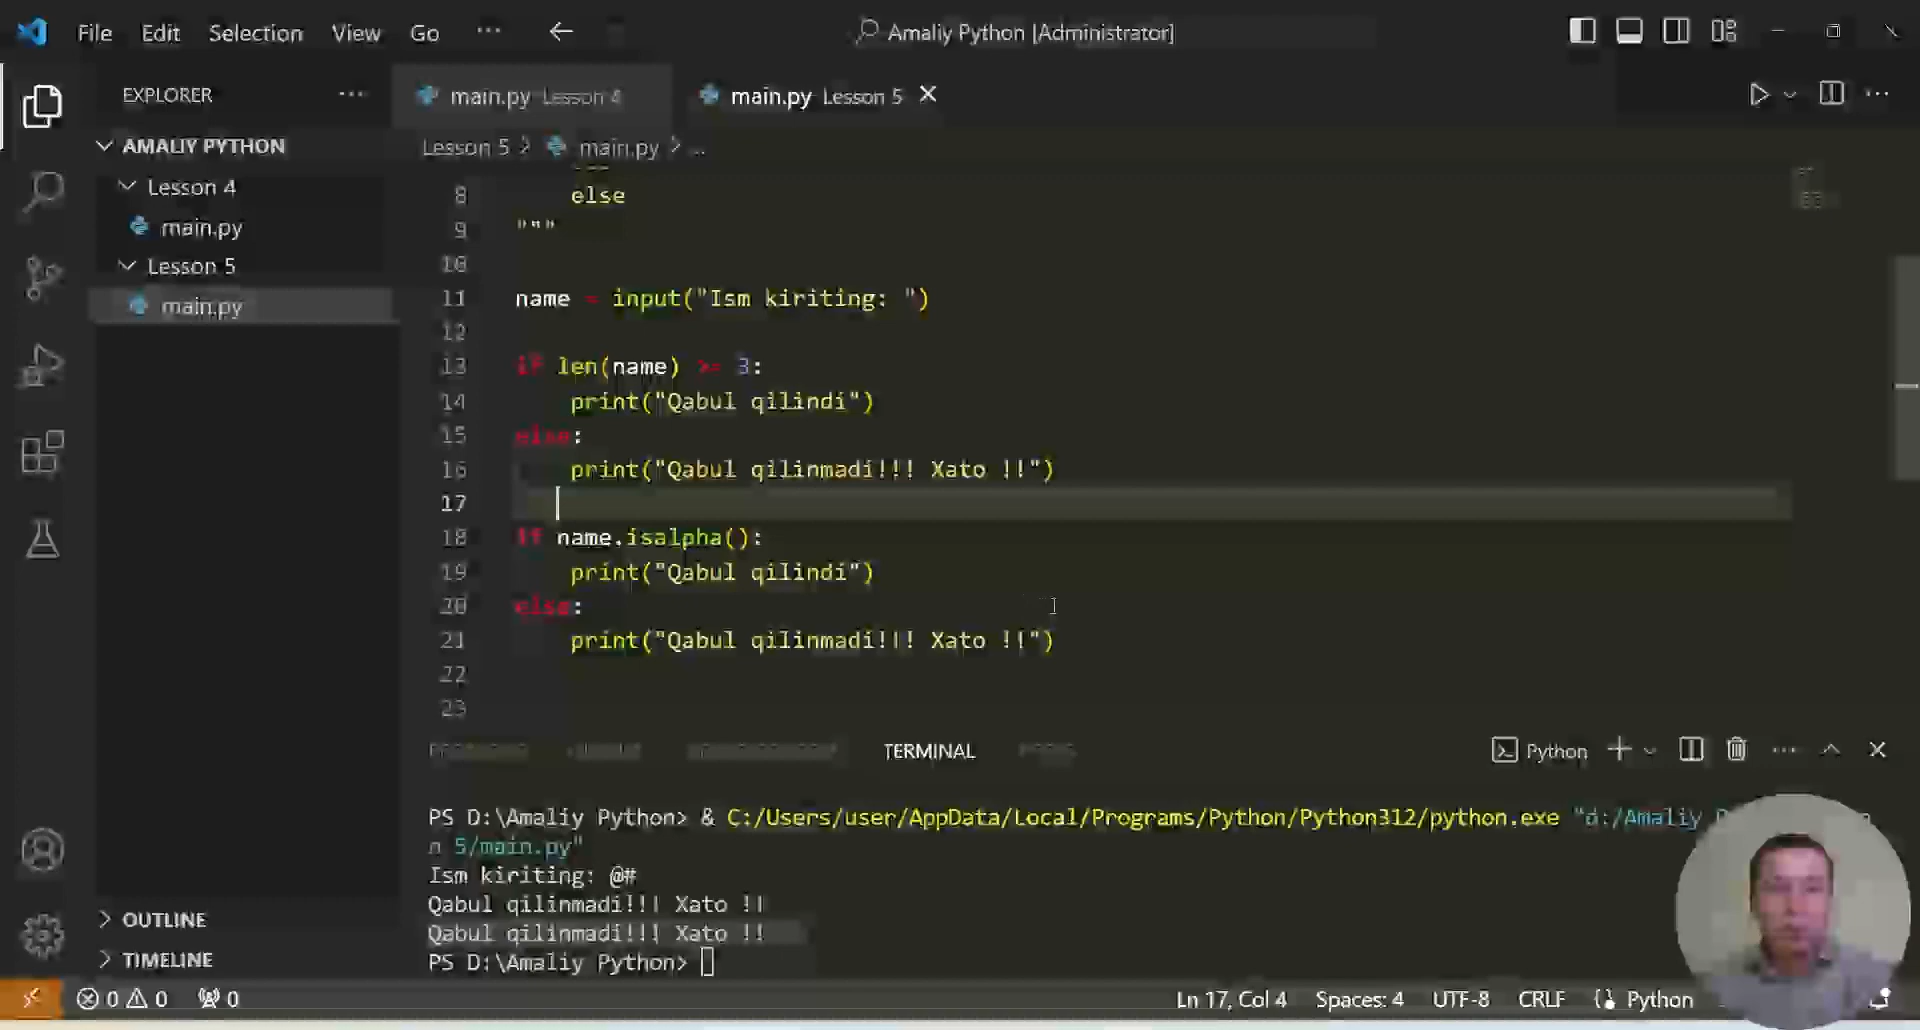 File Edit Selection View Go ··· Amaliy Python [Administrator]
EXPLORER ···
AMALIY PYTHON
Lesson 4
main.py
Lesson 5
main.py
OUTLINE
TIMELINE
main.py Lesson 4 main.py Lesson 5
Lesson 5 > main.py > ..
8 else
9 """
10
11 name = input("Ism kiriting: ")
12
13 if len(name) >= 3:
14 print("Qabul qilindi")
15 else:
16 print("Qabul qilinmadi!!! Xato !!")
17
18 if name.isalpha():
19 print("Qabul qilindi")
20 else:
21 print("Qabul qilinmadi!!! Xato !!")
22
23
TERMINAL
Python
PS D:\Amaliy Python> & C:/Users/user/AppData/Local/Programs/Python/Python312/python.exe "d:/Amaliy
n 5/main.py"
Ism kiriting: @#
Qabul qilinmadi!!! Xato !!
Qabul qilinmadi!!! Xato !!
PS D:\Amaliy Python>
0 0 0 Ln 17, Col 4 Spaces: 4 UTF-8 CRLF Python